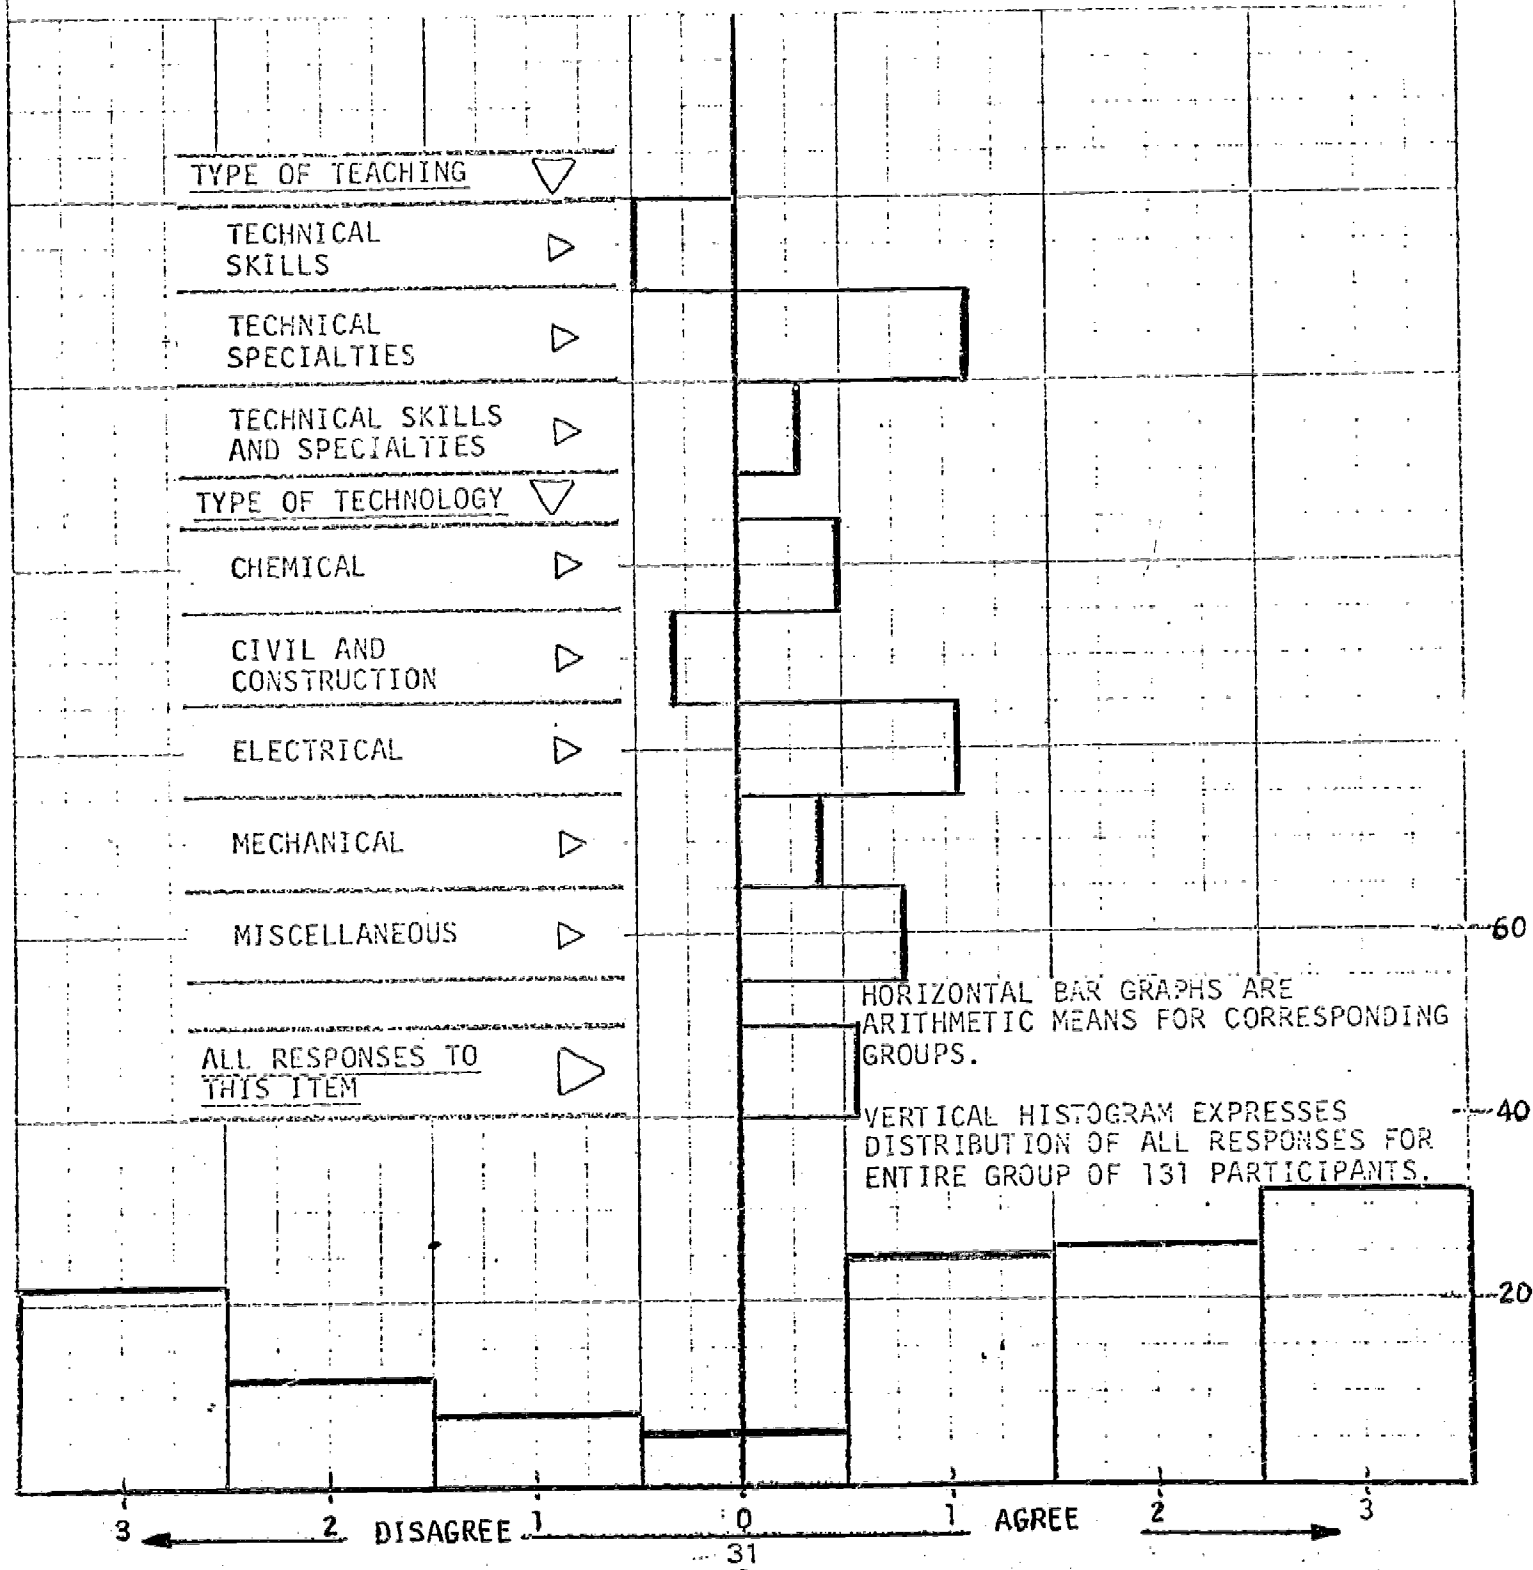 TYPE OF TEACHING
TECHNICAL
SKILLS
TECHNICAL
SPECIALTIES
TECHNICAL SKILLS
AND SPECIALTIES
TYPE OF TECHNOLOGY
CHEMICAL
CIVIL AND
CONSTRUCTION
ELECTRICAL
MECHANICAL
MISCELLANEOUS
60
HORIZONTAL BAR GRAPHS ARE
ARITHMETIC MEANS FOR CORRESPONDING
GROUPS.
ALL RESPONSES TO
THIS ITEM
VERTICAL HISTOGRAM EXPRESSES
DISTRIBUTION OF ALL RESPONSES FOR
ENTIRE GROUP OF 131 PARTICIPANTS.
40
20
3 2 DISAGREE 1 0 1 AGREE 2 3
31